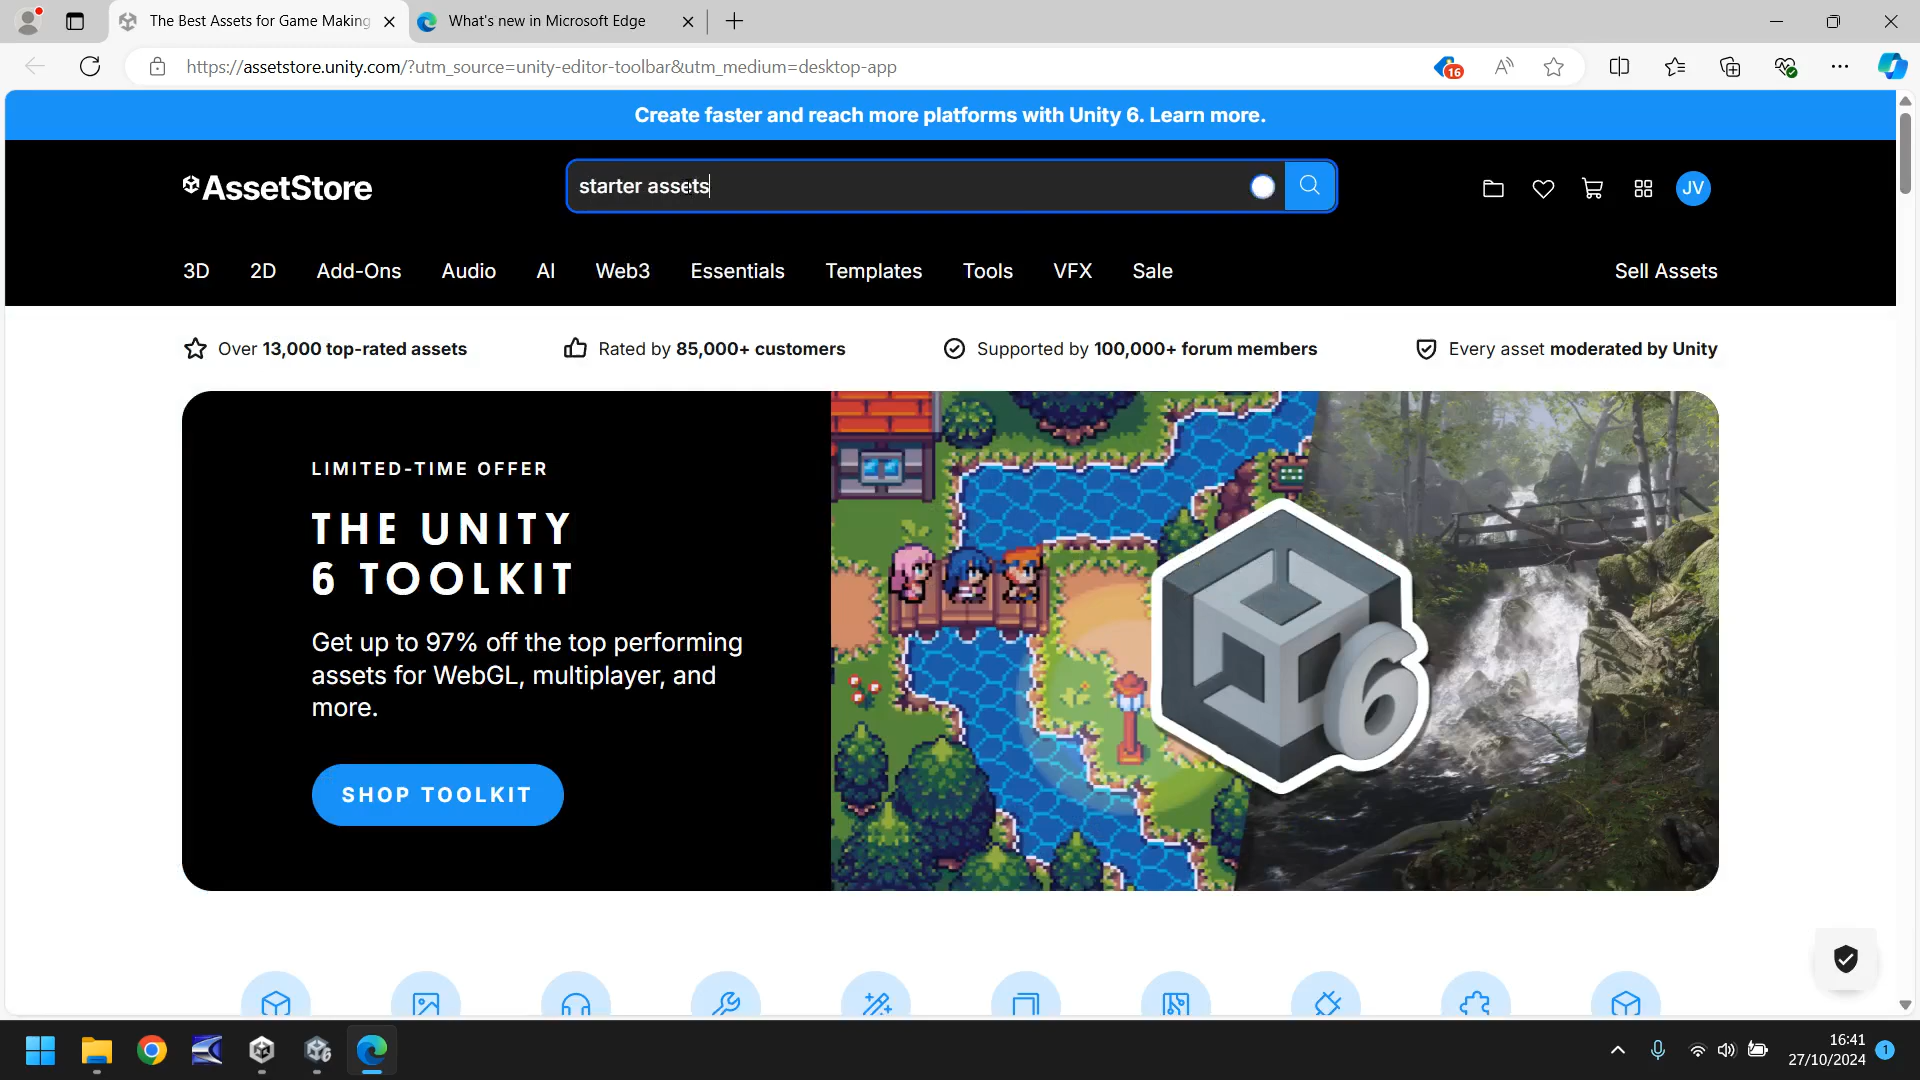 The Best Assets for Game Making
What's new in Microsoft Edge
https://assetstore.unity.com/?utm_source=unity-editor-toolbar&utm_medium=desktop-app
16
Create faster and reach more platforms with Unity 6. Learn more.
AssetStore
starter assets
JV
3D 2D Add-Ons Audio AI Web3 Essentials Templates Tools VFX Sale Sell Assets
Over 13,000 top-rated assets
Rated by 85,000+ customers
Supported by 100,000+ forum members
Every asset moderated by Unity
LIMITED-TIME OFFER
THE UNITY
6 TOOLKIT
Get up to 97% off the top performing
assets for WebGL, multiplayer, and
more.
SHOP TOOLKIT
6
16:41
27/10/2024
1